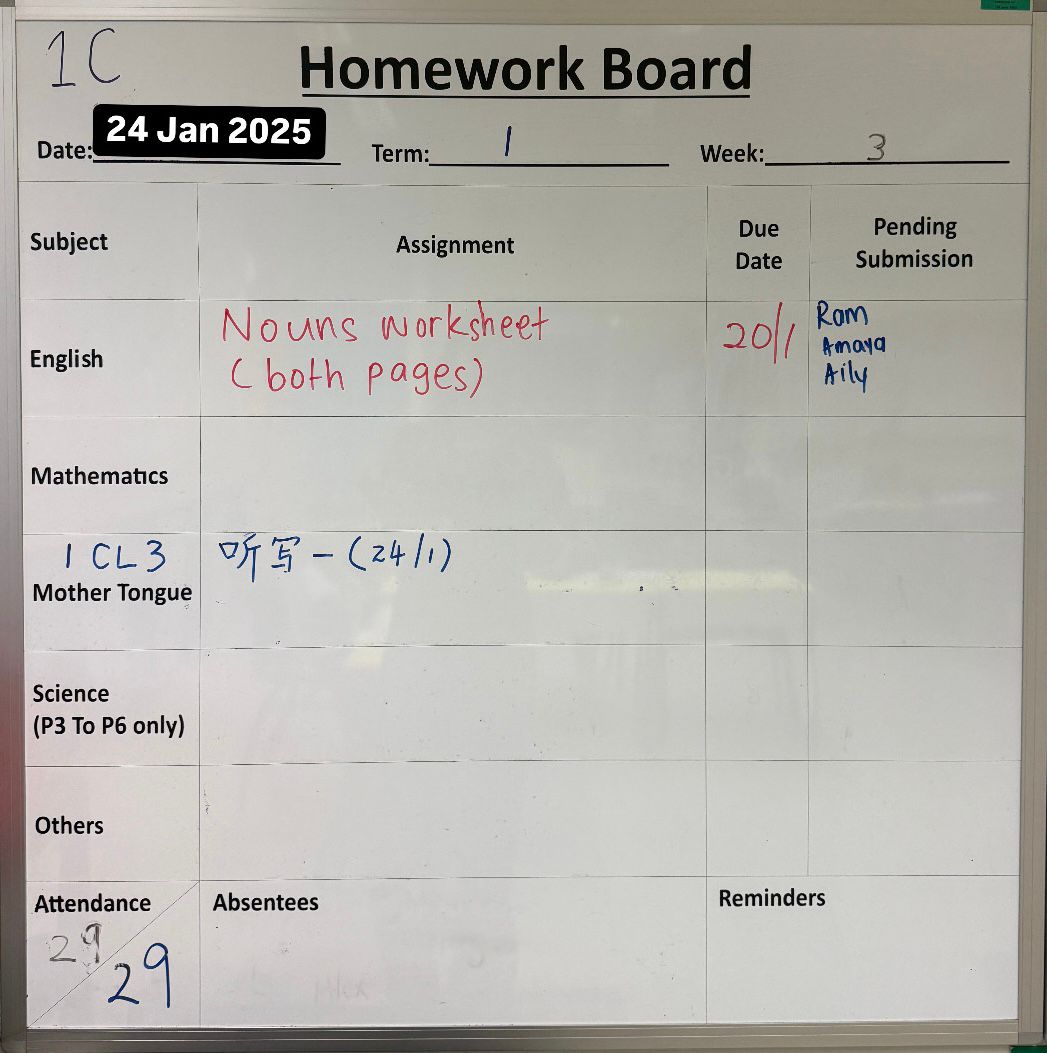 1C
Homework Board
Date: 24 Jan 2025 Term: 1 Week: 3
Subject Assignment Due Date Pending Submission
English Nouns worksheet (both pages) 20/1 Ram Amaya Aily
Mathematics
1 CL3 Mother Tongue 听写 – (24/1)
Science (P3 To P6 only)
Others
Attendance Absentees Reminders
29
29